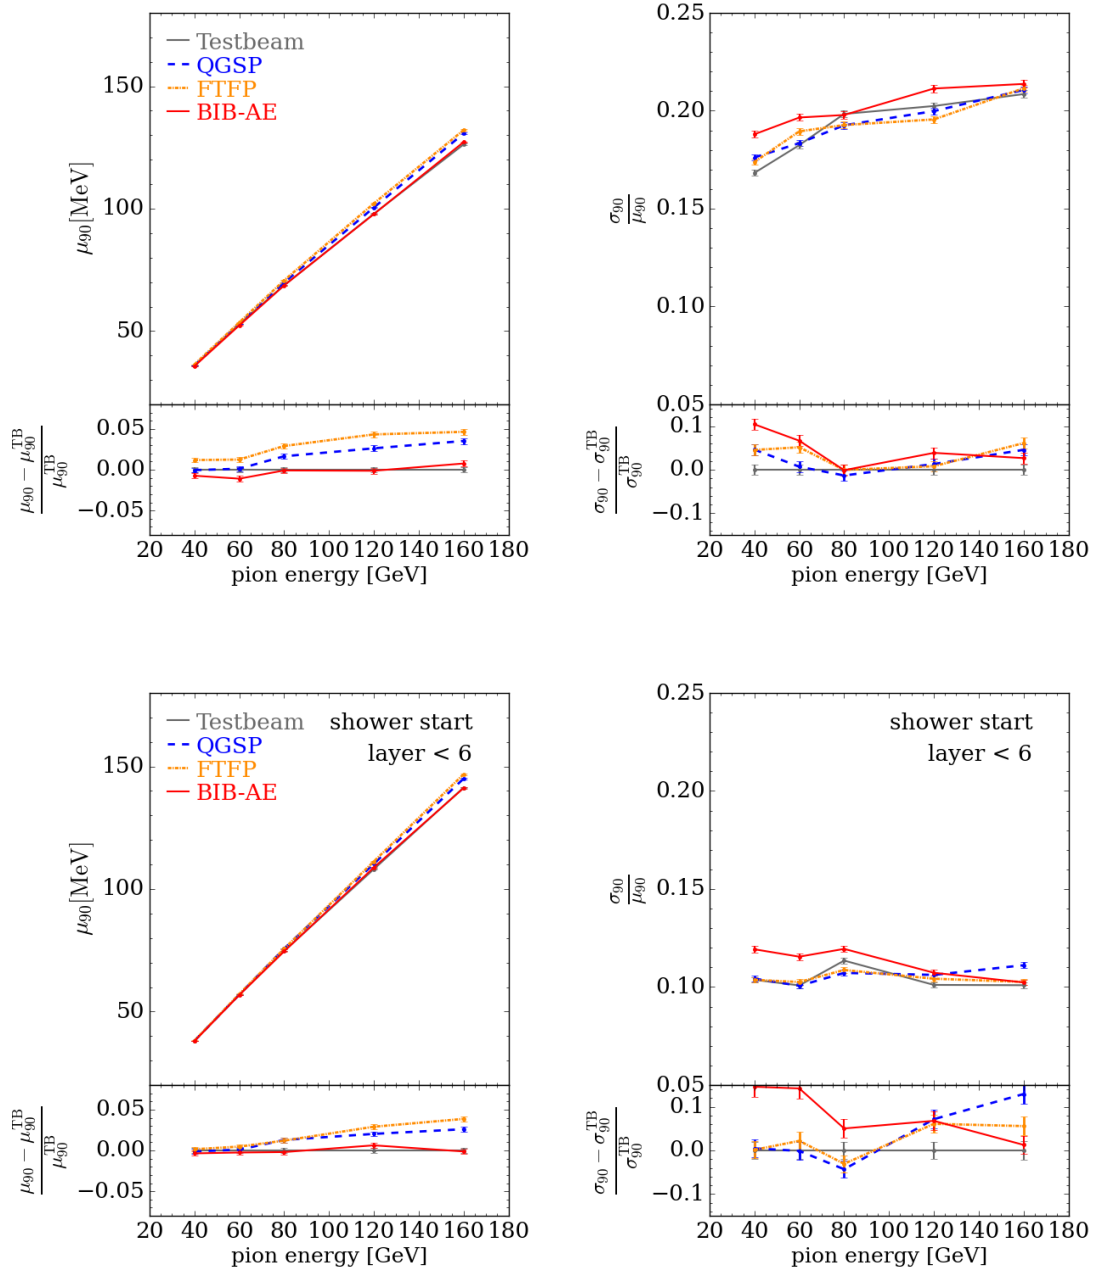 Testbeam
QGSP
FTFP
BIB-AE
150
100
50
μ90[MeV]
0.05
0.00
−0.05
μ90 − μ90^TB
μ90^TB
20 40 60 80 100 120 140 160 180
pion energy [GeV]
0.25
0.20
0.15
0.10
0.05
σ90
μ90
0.1
0.0
−0.1
σ90 − σ90^TB
σ90^TB
20 40 60 80 100 120 140 160 180
pion energy [GeV]
Testbeam
QGSP
FTFP
BIB-AE
shower start
layer < 6
150
100
50
μ90[MeV]
0.05
0.00
−0.05
μ90 − μ90^TB
μ90^TB
20 40 60 80 100 120 140 160 180
pion energy [GeV]
shower start
layer < 6
0.25
0.20
0.15
0.10
0.05
σ90
μ90
0.1
0.0
−0.1
σ90 − σ90^TB
σ90^TB
20 40 60 80 100 120 140 160 180
pion energy [GeV]